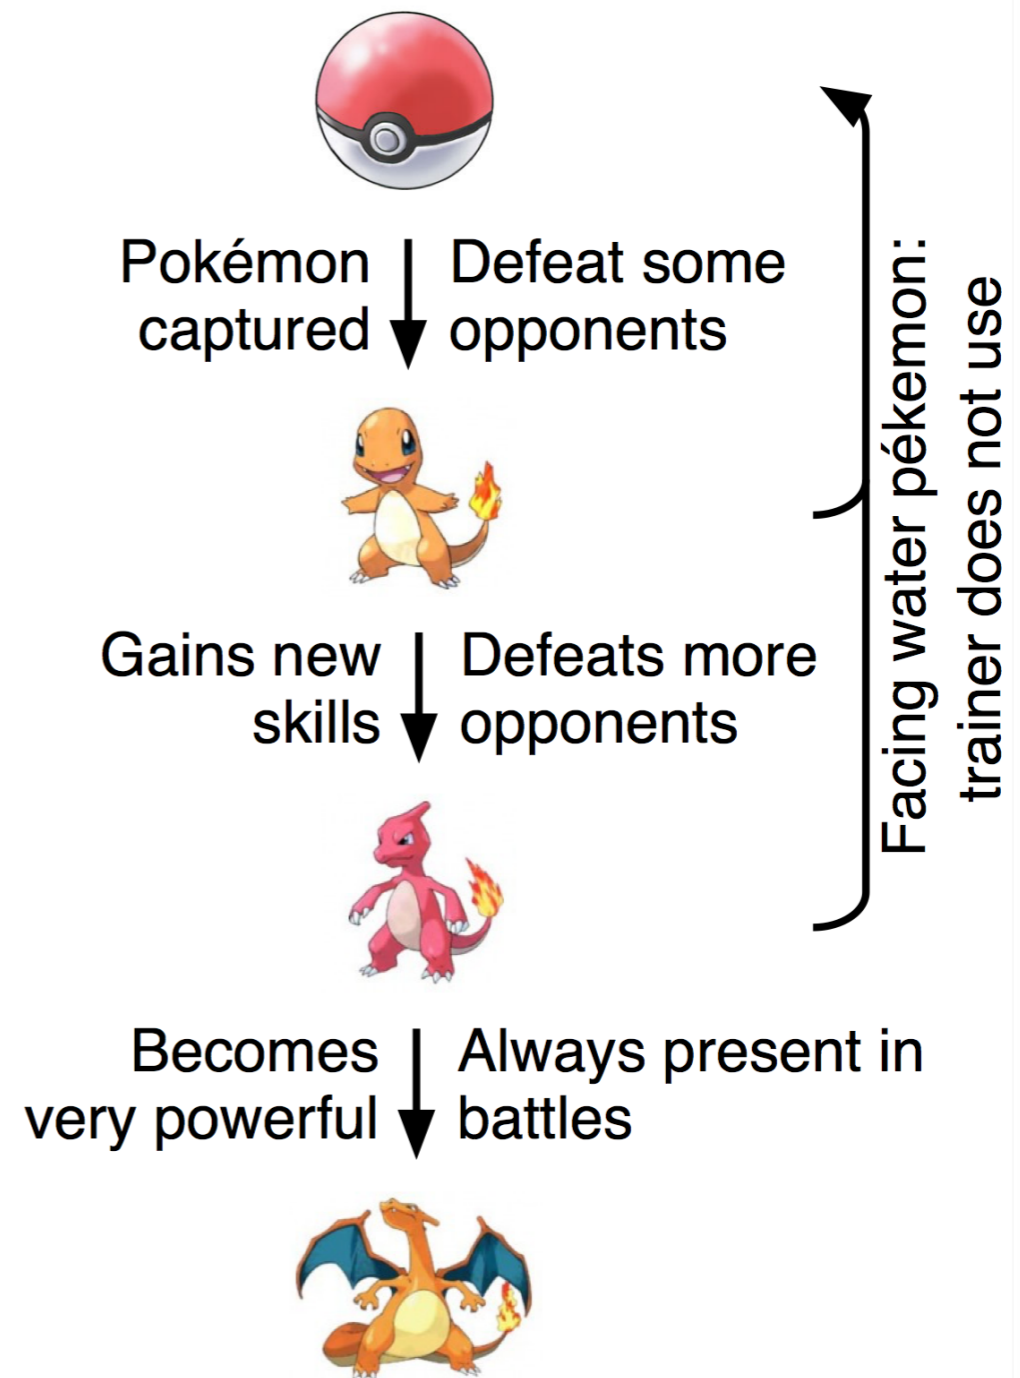 Pokémon
captured
Defeat some
opponents
Gains new
skills
Defeats more
opponents
Becomes
very powerful
Always present in
battles
Facing water pékemon:
trainer does not use